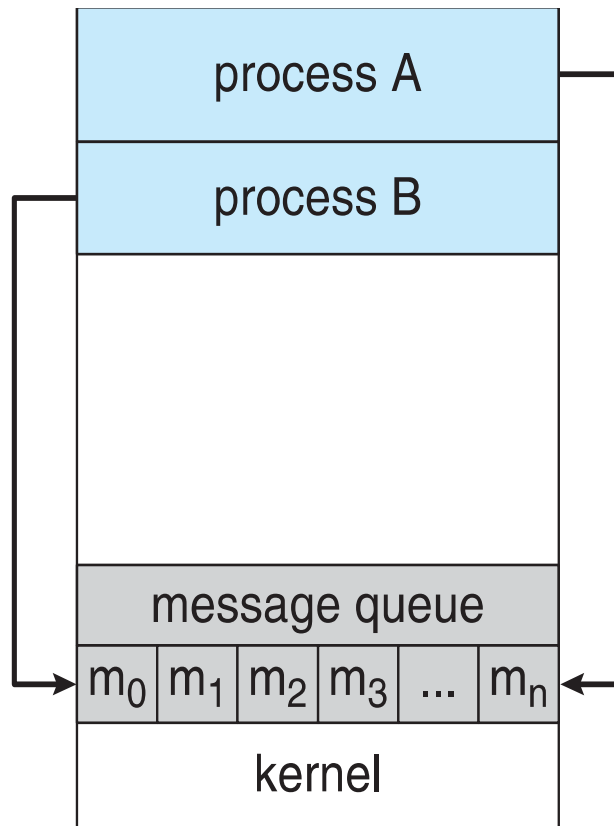 process A
process B
message queue
m₀ m₁ m₂ m₃ ... mₙ
kernel